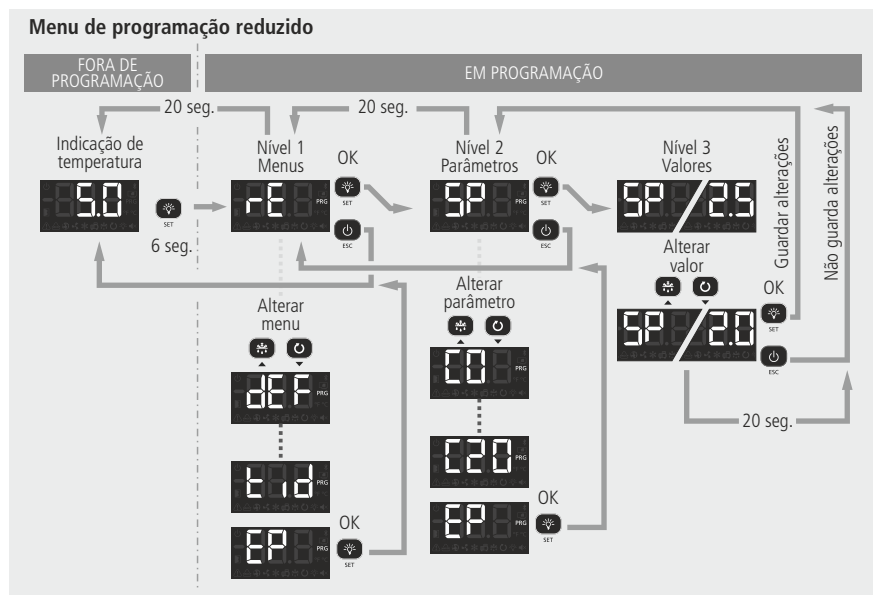 Menu de programação reduzido
FORA DE
PROGRAMAÇÃO
EM PROGRAMAÇÃO
20 seg.
20 seg.
Indicação de
temperatura
Nível 1
Menus
OK
Nível 2
Parâmetros
OK
Nível 3
Valores
Guardar alterações
Não guarda alterações
5.0
SET
6 seg.
rE
PRG
SET
ESC
SP
PRG
SET
ESC
SP
2.5
Alterar
valor
OK
SP
2.0
SET
ESC
20 seg.
Alterar
menu
dEF
PRG
tid
PRG
EP
PRG
OK
SET
Alterar
parâmetro
C0
PRG
C20
PRG
EP
PRG
OK
SET